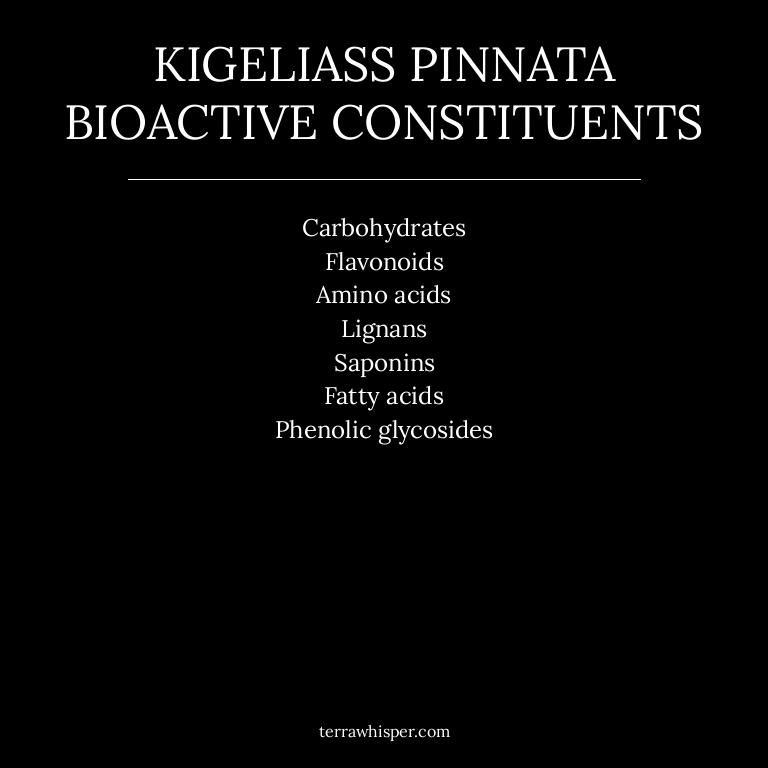 KIGELIASS PINNATA
BIOACTIVE CONSTITUENTS
Carbohydrates
Flavonoids
Amino acids
Lignans
Saponins
Fatty acids
Phenolic glycosides
terrawhisper.com